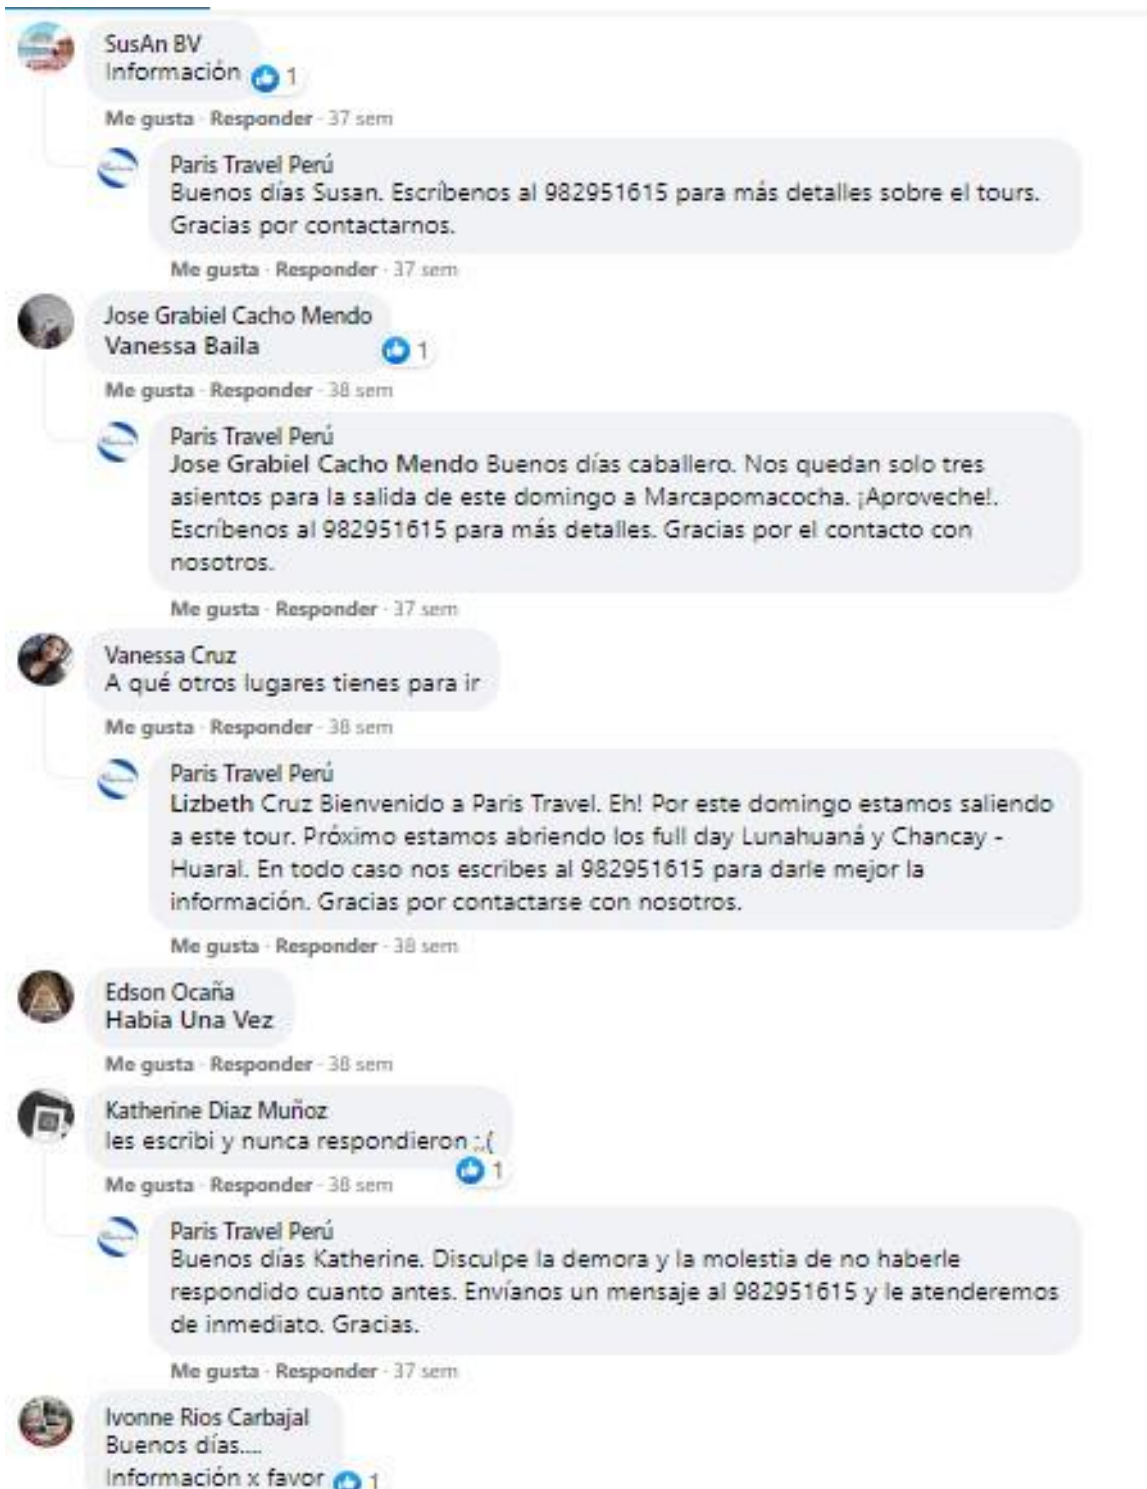 SusAn BV
Información 1
Me gusta · Responder · 37 sem
Paris Travel Perú
Buenos días Susan. Escríbenos al 982951615 para más detalles sobre el tours.
Gracias por contactarnos.
Me gusta · Responder · 37 sem
Jose Grabiel Cacho Mendo
Vanessa Baila 1
Me gusta · Responder · 38 sem
Paris Travel Perú
Jose Grabiel Cacho Mendo Buenos días caballero. Nos quedan solo tres
asientos para la salida de este domingo a Marcapomacocha. ¡Aproveche!.
Escríbenos al 982951615 para más detalles. Gracias por el contacto con
nosotros.
Me gusta · Responder · 37 sem
Vanessa Cruz
A qué otros lugares tienes para ir
Me gusta · Responder · 38 sem
Paris Travel Perú
Lizbeth Cruz Bienvenido a Paris Travel. Eh! Por este domingo estamos saliendo
a este tour. Próximo estamos abriendo los full day Lunahuaná y Chancay -
Huaral. En todo caso nos escribes al 982951615 para darle mejor la
información. Gracias por contactarse con nosotros.
Me gusta · Responder · 38 sem
Edson Ocaña
Habia Una Vez
Me gusta · Responder · 38 sem
Katherine Diaz Muñoz
les escribi y nunca respondieron ;,(
1
Me gusta · Responder · 38 sem
Paris Travel Perú
Buenos días Katherine. Disculpe la demora y la molestia de no haberle
respondido cuanto antes. Envíanos un mensaje al 982951615 y le atenderemos
de inmediato. Gracias.
Me gusta · Responder · 37 sem
Ivonne Rios Carbajal
Buenos días....
Información x favor 1